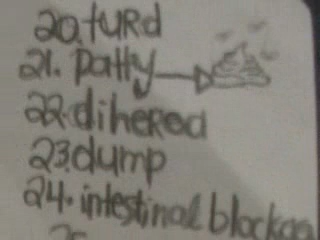 20. tuRd
21. patty
22. dihered
23. dump
24. intestinal blockag